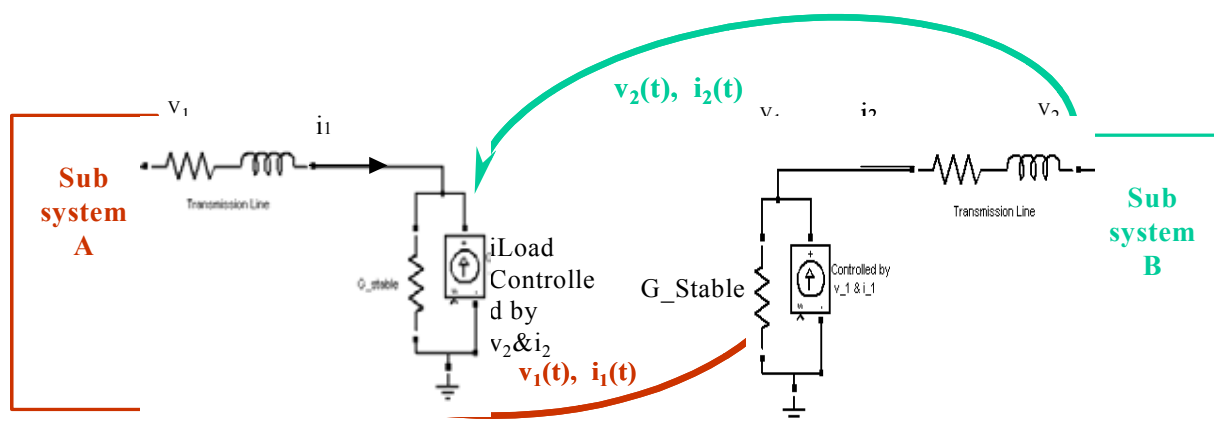 v2(t), i2(t)
v1
i1
i2
Sub
system
A
Transmission Line
Transmission Line
Sub
system
B
iLoad
Controlle
d by
v2&i2
G_stable
G_Stable
Controlled by
v_1 & i_1
v1(t), i1(t)